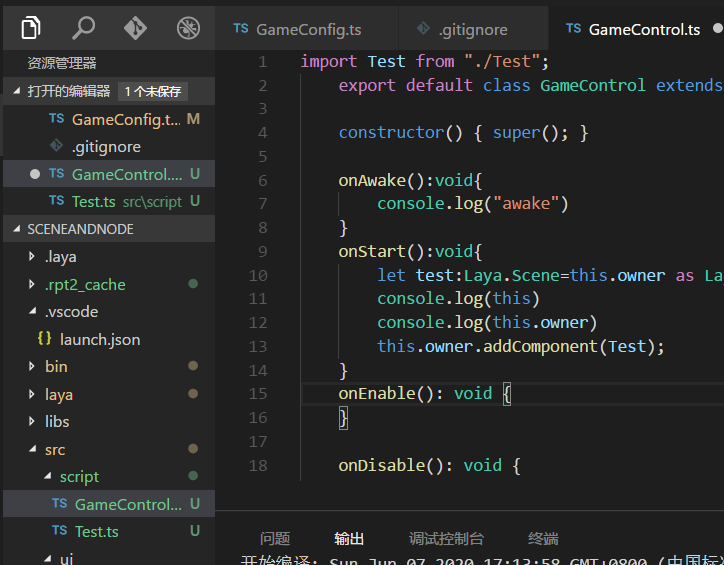 TS GameConfig.ts .gitignore TS GameControl.ts
资源管理器
打开的编辑器 1 个未保存
TS GameConfig.t... M
.gitignore
TS GameControl.... U
TS Test.ts src\script U
SCENEANDNODE
.laya
.rpt2_cache
.vscode
{} launch.json
bin
laya
libs
src
script
TS GameControl... U
TS Test.ts U
ui
1 import Test from "./Test";
2 export default class GameControl extends
3
4 constructor() { super(); }
5
6 onAwake():void{
7 console.log("awake")
8 }
9 onStart():void{
10 let test:Laya.Scene=this.owner as La
11 console.log(this)
12 console.log(this.owner)
13 this.owner.addComponent(Test);
14 }
15 onEnable(): void {
16 }
17
18 onDisable(): void {
问题 输出 调试控制台 终端
开始编译: Sun Jun 07 2020 17:13:58 GMT+0800 (中国标